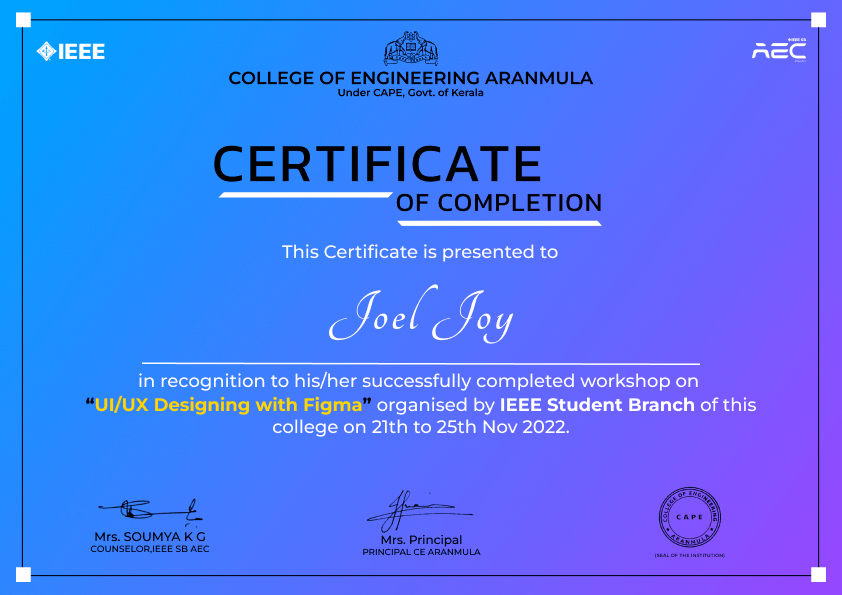 IEEE
IEEE SB
AEC
COLLEGE OF ENGINEERING ARANMULA
Under CAPE, Govt. of Kerala
CERTIFICATE
OF COMPLETION
This Certificate is presented to
Joel Joy
in recognition to his/her successfully completed workshop on
“UI/UX Designing with Figma” organised by IEEE Student Branch of this
college on 21th to 25th Nov 2022.
Mrs. SOUMYA K G
COUNSELOR,IEEE SB AEC
Mrs. Principal
PRINCIPAL CE ARANMULA
COLLEGE OF ENGINEERING
CAPE
ARANMULA
(SEAL OF THE INSTITUTION)